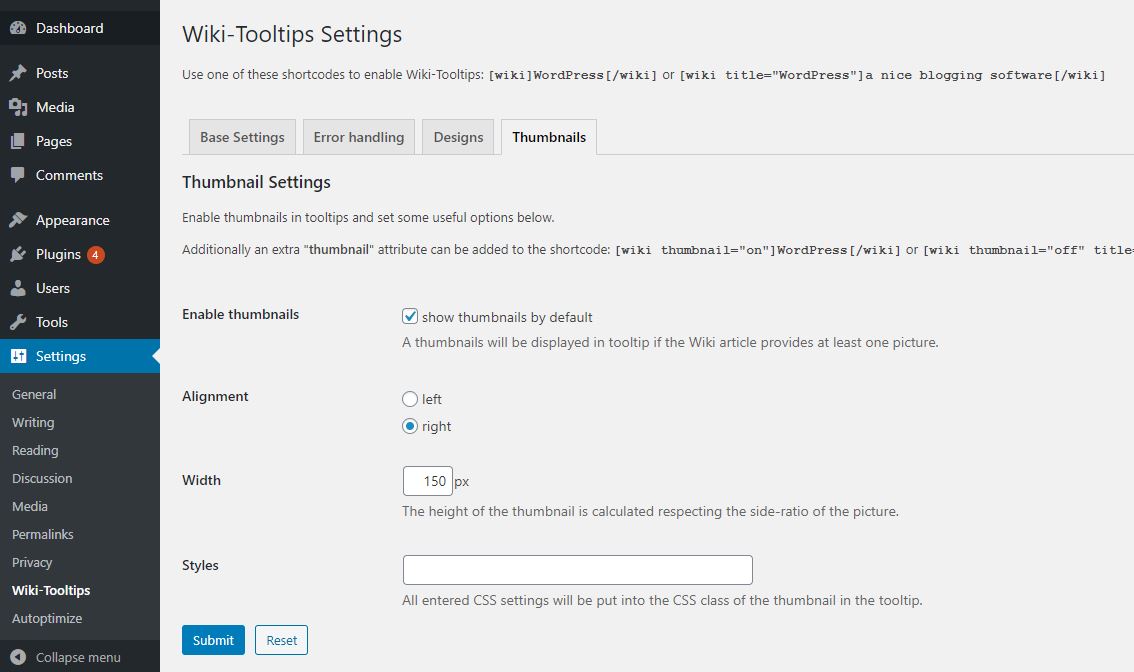 Dashboard
Posts
Media
Pages
Comments
Appearance
Plugins 4
Users
Tools
Settings
General
Writing
Reading
Discussion
Media
Permalinks
Privacy
Wiki-Tooltips
Autoptimize
Collapse menu
Wiki-Tooltips Settings
Use one of these shortcodes to enable Wiki-Tooltips: [wiki]WordPress[/wiki] or [wiki title="WordPress"]a nice blogging software[/wiki]
Base Settings Error handling Designs Thumbnails
Thumbnail Settings
Enable thumbnails in tooltips and set some useful options below.
Additionally an extra "thumbnail" attribute can be added to the shortcode: [wiki thumbnail="on"]WordPress[/wiki] or [wiki thumbnail="off" title=
Enable thumbnails
show thumbnails by default
A thumbnails will be displayed in tooltip if the Wiki article provides at least one picture.
Alignment
left
right
Width
150 px
The height of the thumbnail is calculated respecting the side-ratio of the picture.
Styles
All entered CSS settings will be put into the CSS class of the thumbnail in the tooltip.
Submit Reset